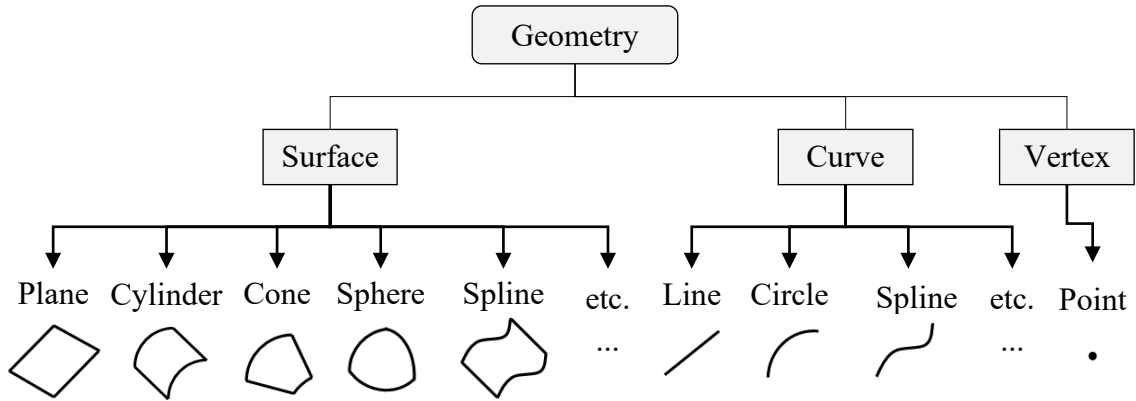 Geometry
Surface Curve Vertex
Plane Cylinder Cone Sphere Spline etc. Line Circle Spline etc. Point
... ...